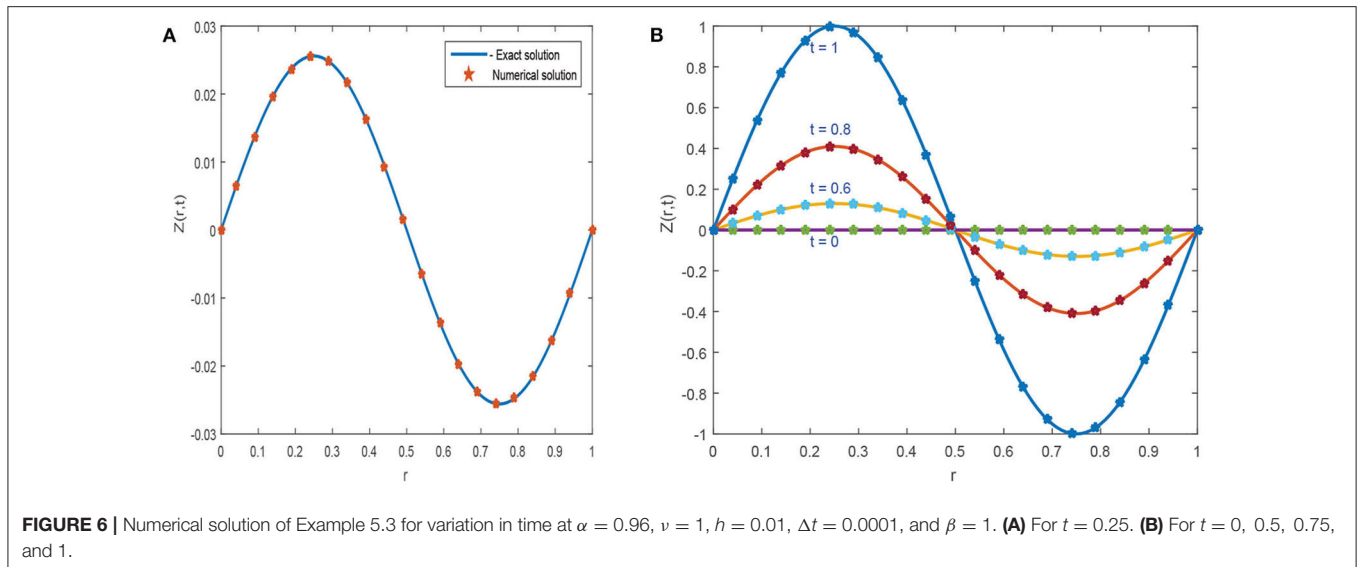 A
0.03
0.02
0.01
0
-0.01
-0.02
-0.03
Z(r,t)
0 0.1 0.2 0.3 0.4 0.5 0.6 0.7 0.8 0.9 1
r
- Exact solution
Numerical solution
B
1
0.8
0.6
0.4
0.2
0
-0.2
-0.4
-0.6
-0.8
-1
Z(r,t)
0 0.1 0.2 0.3 0.4 0.5 0.6 0.7 0.8 0.9 1
r
t = 1
t = 0.8
t = 0.6
t = 0
FIGURE 6 | Numerical solution of Example 5.3 for variation in time at α = 0.96, ν = 1, h = 0.01, Δt = 0.0001, and β = 1. (A) For t = 0.25. (B) For t = 0, 0.5, 0.75,
and 1.